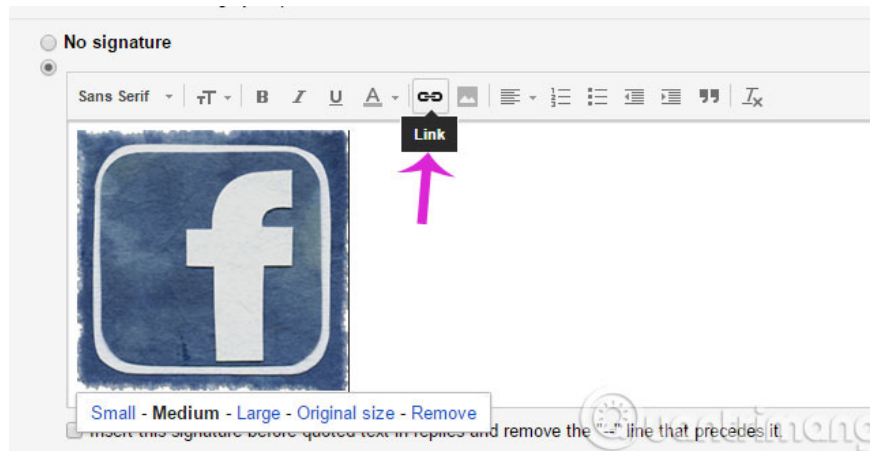 No signature
Sans Serif
B I U A
Link
f
Small - Medium - Large - Original size - Remove
Insert this signature before quoted text in replies and remove the "--" line that precedes it.
Quantrimang